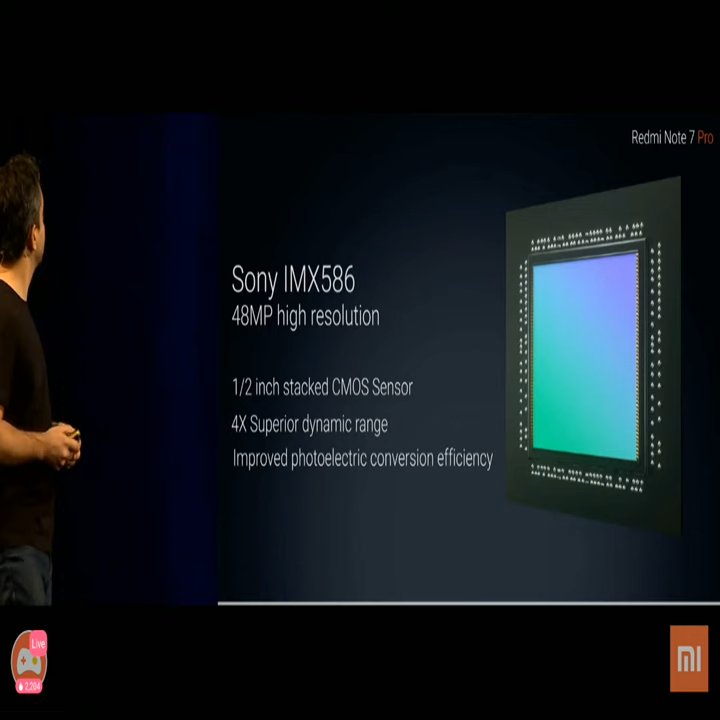 Redmi Note 7 Pro
Sony IMX586
48MP high resolution
1/2 inch stacked CMOS Sensor
4X Superior dynamic range
Improved photoelectric conversion efficiency
Live
2,204
MI